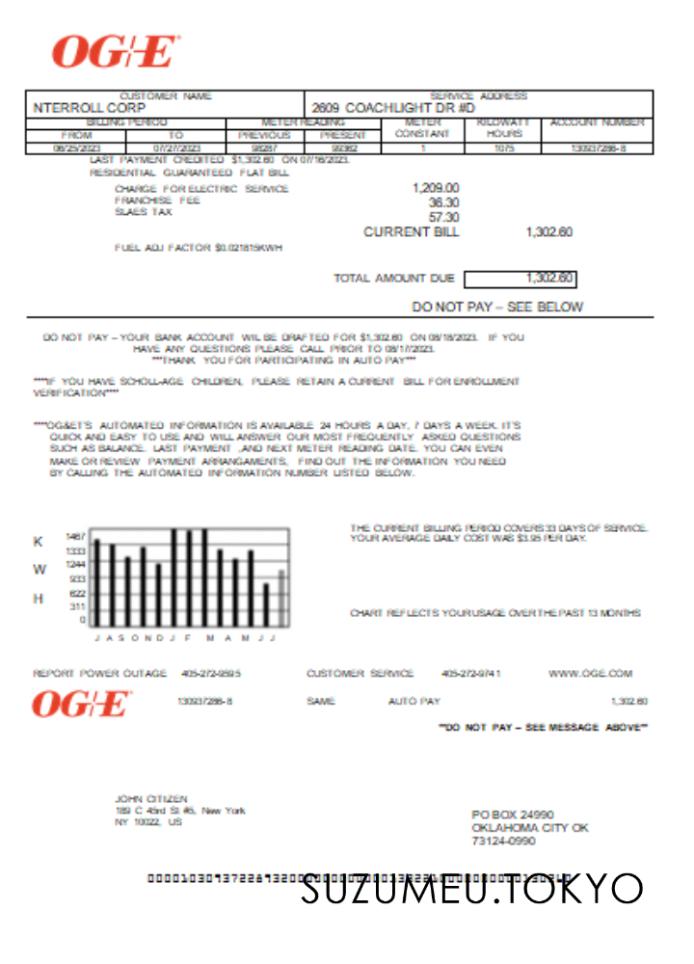 OG+E
CUSTOMER NAME SERVICE ADDRESS
NTERROLL CORP 2609 COACHLIGHT DR #D
BILLING PERIOD METER READING METER CONSTANT KILOWATT HOURS ACCOUNT NUMBER
FROM TO PREVIOUS PRESENT
06/25/2023 07/27/2023 98287 99362 1 1075 130937286-8
LAST PAYMENT CREDITED $1,302.60 ON 07/16/2023.
RESIDENTIAL GUARANTEED FLAT BILL
CHARGE FOR ELECTRIC SERVICE 1,209.00
FRANCHISE FEE 36.30
SLAES TAX 57.30
CURRENT BILL 1,302.60
FUEL ADJ FACTOR $0.021815KWH
TOTAL AMOUNT DUE 1,302.60
DO NOT PAY – SEE BELOW
DO NOT PAY – YOUR BANK ACCOUNT WIL BE DRAFTED FOR $1,302.60 ON 08/18/2023. IF YOU
HAVE ANY QUESTIONS PLEASE CALL PRIOR TO 08/17/2023.
***THANK YOU FOR PARTICIPATING IN AUTO PAY***
****IF YOU HAVE SCHOLL-AGE CHILDREN, PLEASE RETAIN A CURRENT BILL FOR ENROLLMENT
VERIFICATION****
****OG&ET'S AUTOMATED INFORMATION IS AVAILABLE 24 HOURS A DAY, 7 DAYS A WEEK. IT'S
QUICK AND EASY TO USE AND WILL ANSWER OUR MOST FREQUENTLY ASKED QUESTIONS
SUCH AS BALANCE. LAST PAYMENT ,AND NEXT METER READING DATE. YOU CAN EVEN
MAKE OR REVIEW PAYMENT ARRANGAMENTS, FIND OUT THE INFORMATION YOU NEED
BY CALLING THE AUTOMATED INFORMATION NUMBER LISTED BELOW.
THE CURRENT BILLING PERIOD COVERS 33 DAYS OF SERVICE.
YOUR AVERAGE DAILY COST WAS $3.95 PER DAY.
K W H
1467
1333
1244
933
622
311
0
J A S O N D J F M A M J J
CHART REFLECTS YOUR USAGE OVER THE PAST 13 MONTHS
REPORT POWER OUTAGE 405-272-9595 CUSTOMER SERVICE 405-272-9741 WWW.OGE.COM
OG+E 130937286-8 SAME AUTO PAY 1,302.60
**DO NOT PAY – SEE MESSAGE ABOVE**
JOHN CITIZEN
189 C 45rd St #6, New York
NY 10022, US
PO BOX 24990
OKLAHOMA CITY OK
73124-0990
SUZUMEU.TOKYO